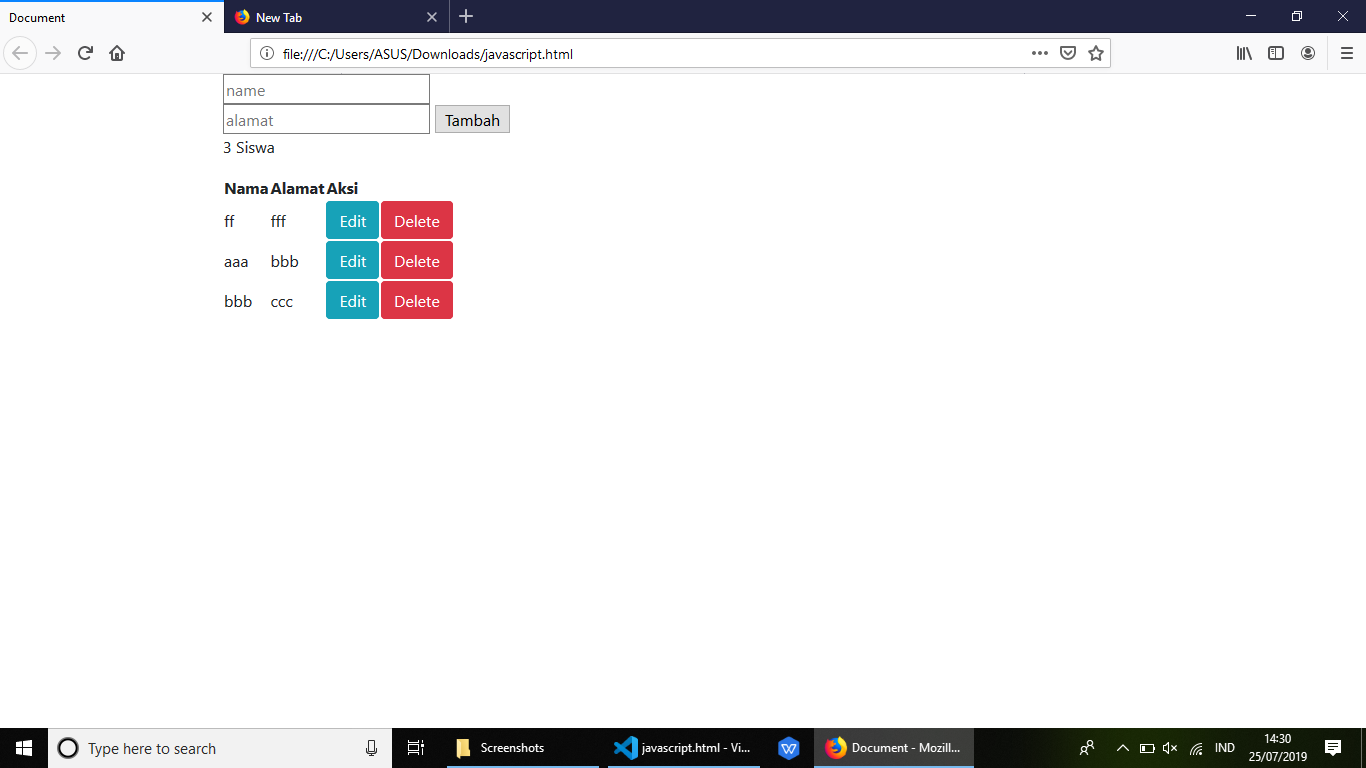 Document
New Tab
file:///C:/Users/ASUS/Downloads/javascript.html
name
alamat Tambah
3 Siswa
Nama Alamat Aksi
ff fff Edit Delete
aaa bbb Edit Delete
bbb ccc Edit Delete
Type here to search
Screenshots
javascript.html - Vi...
Document - Mozill...
IND
14:30
25/07/2019